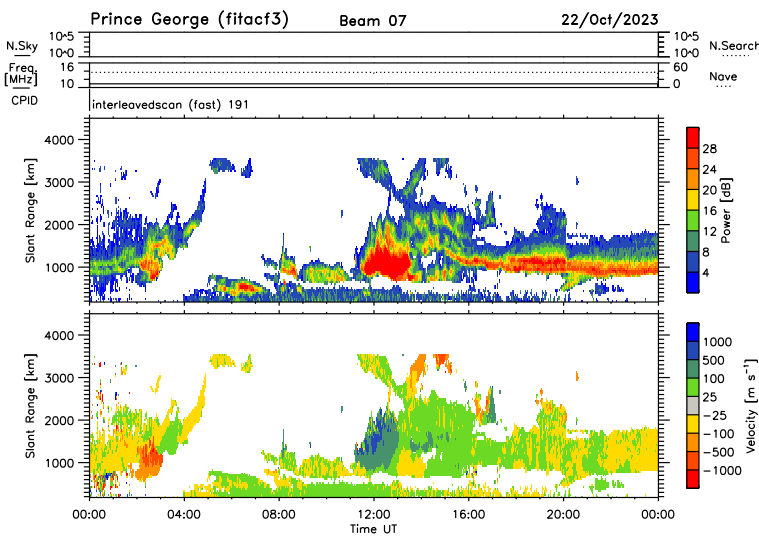 Prince George (fitacf3) Beam 07 22/Oct/2023
N.Sky 10^5 10^5 N.Search
10^0 10^0
Freq. 16 60 Nave
[MHz] 10 0
CPID interleavedscan (fast) 191
4000
3000
2000
1000
Slant Range [km]
28
24
20
16
12
8
4
Power [dB]
4000
3000
2000
1000
Slant Range [km]
1000
500
100
25
-25
-100
-500
-1000
Velocity [m s⁻¹]
00:00 04:00 08:00 12:00 16:00 20:00 00:00
Time UT